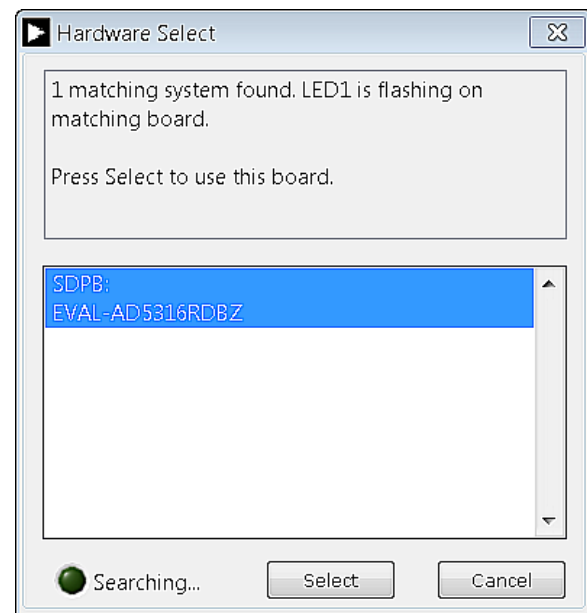 Hardware Select
1 matching system found. LED1 is flashing on
matching board.
Press Select to use this board.
SDPB:
EVAL-AD5316RDBZ
Searching...
Select
Cancel